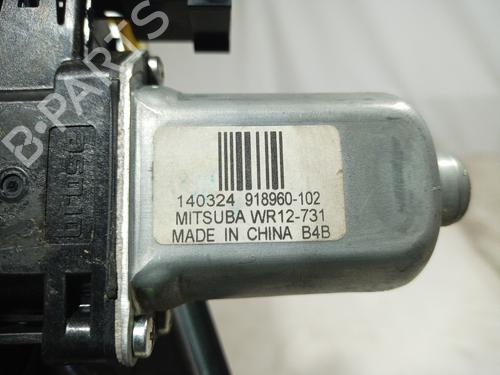 B-PARTS
140324 918960-102
MITSUBA WR12-731
MADE IN CHINA B4B